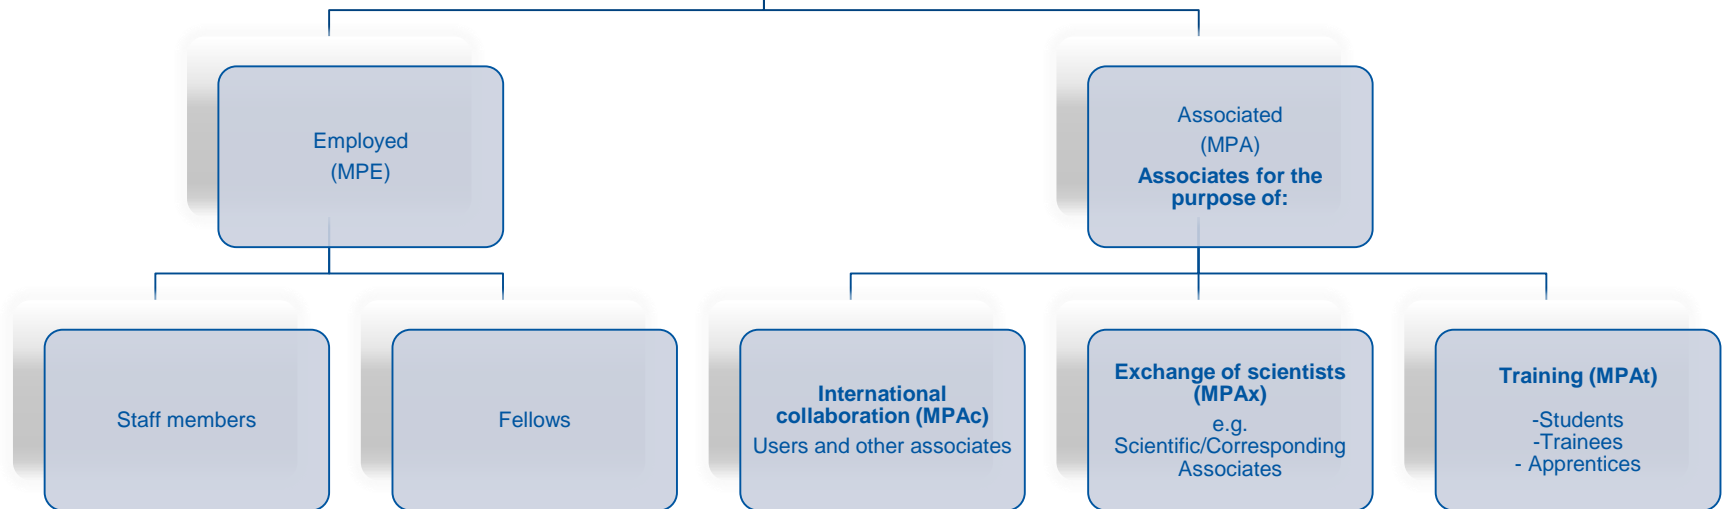 Employed
(MPE)
Associated
(MPA)
Associates for the
purpose of:
Staff members
Fellows
International
collaboration (MPAc)
Users and other associates
Exchange of scientists
(MPAx)
e.g.
Scientific/Corresponding
Associates
Training (MPAt)
-Students
-Trainees
- Apprentices